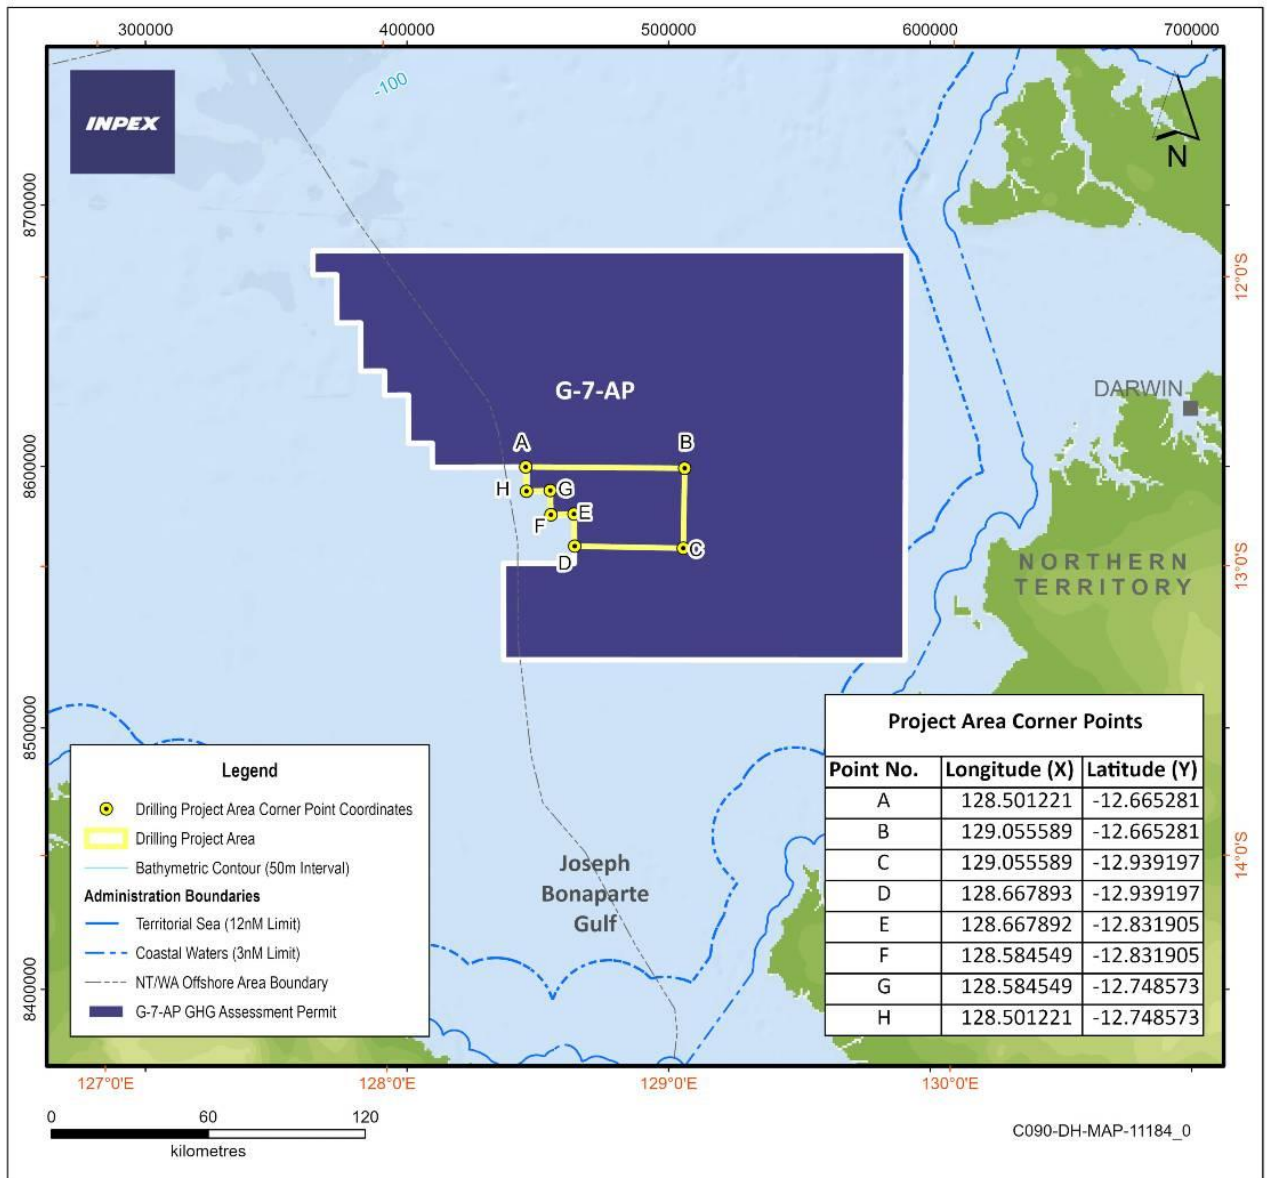 300000 400000 500000 600000 700000
-100
INPEX
N
8700000
12°0'S
G-7-AP
DARWIN
A B
8600000
H G
F E
D C
13°0'S
NORTHERN
TERRITORY
8500000
Legend
Drilling Project Area Corner Point Coordinates
Drilling Project Area
Bathymetric Contour (50m Interval)
Administration Boundaries
Territorial Sea (12nM Limit)
Coastal Waters (3nM Limit)
NT/WA Offshore Area Boundary
G-7-AP GHG Assessment Permit
Joseph
Bonaparte
Gulf
Project Area Corner Points
Point No. Longitude (X) Latitude (Y)
A 128.501221 -12.665281
B 129.055589 -12.665281
C 129.055589 -12.939197
D 128.667893 -12.939197
E 128.667892 -12.831905
F 128.584549 -12.831905
G 128.584549 -12.748573
H 128.501221 -12.748573
14°0'S
8400000
127°0'E 128°0'E 129°0'E 130°0'E
0 60 120
kilometres
C090-DH-MAP-11184_0